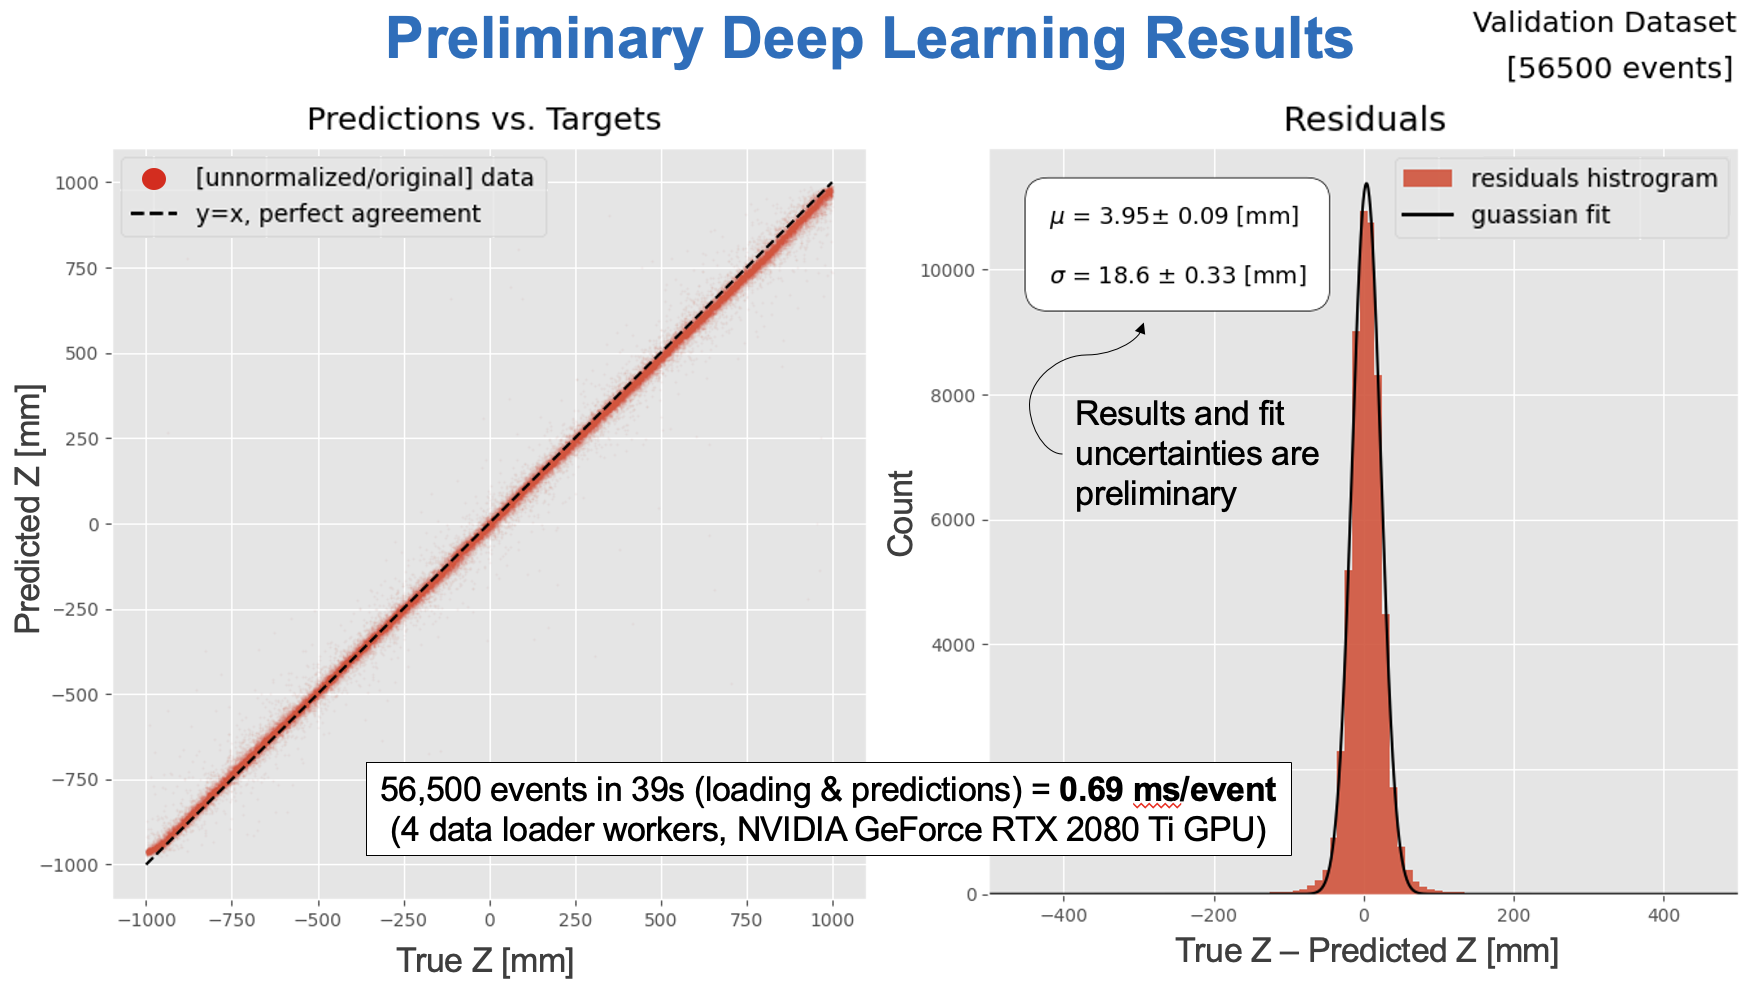 Preliminary Deep Learning Results
Validation Dataset
[56500 events]
Predictions vs. Targets
[unnormalized/original] data
y=x, perfect agreement
1000
750
500
250
0
−250
−500
−750
−1000
Predicted Z [mm]
−1000
−750
−500
−250
0
250
500
750
1000
True Z [mm]
Residuals
residuals histrogram
guassian fit
μ = 3.95± 0.09 [mm]
σ = 18.6 ± 0.33 [mm]
Results and fit
uncertainties are
preliminary
10000
8000
6000
4000
0
Count
−400
−200
0
200
400
True Z – Predicted Z [mm]
56,500 events in 39s (loading & predictions) = 0.69 ms/event
(4 data loader workers, NVIDIA GeForce RTX 2080 Ti GPU)